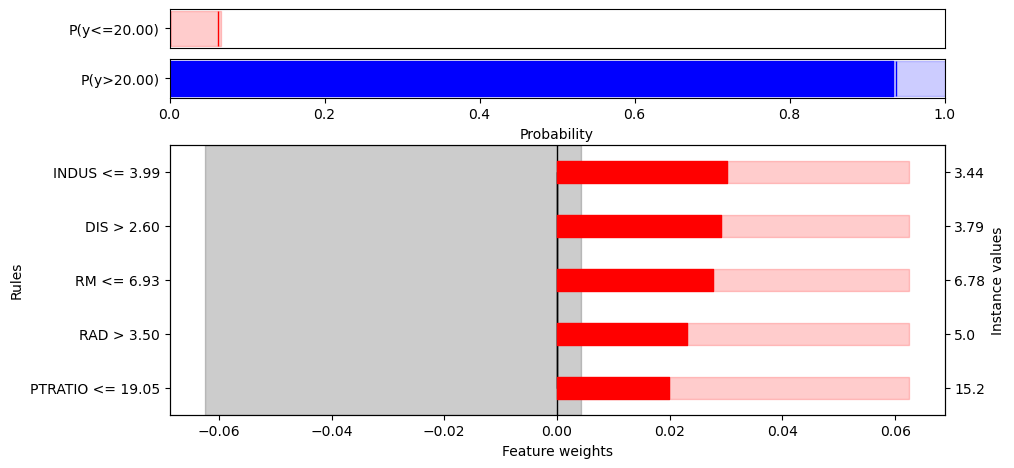 P(y<=20.00)
P(y>20.00)
0.0 0.2 0.4 0.6 0.8 1.0
Probability
INDUS <= 3.99 3.44
DIS > 2.60 3.79
RM <= 6.93 6.78
RAD > 3.50 5.0
PTRATIO <= 19.05 15.2
Rules
Instance values
−0.06 −0.04 −0.02 0.00 0.02 0.04 0.06
Feature weights